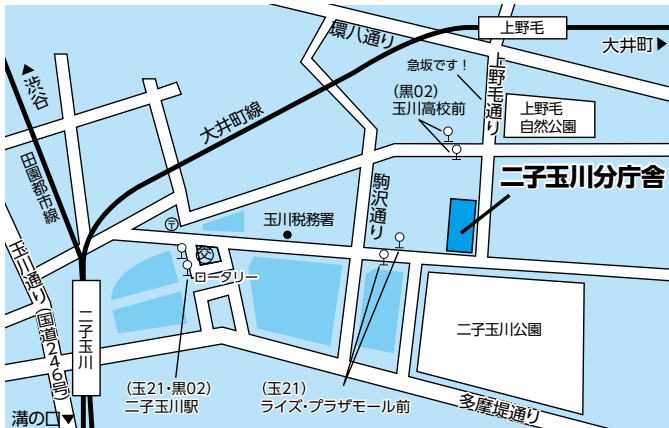 上野毛
大井町▶
環八通り
急坂です!
上野毛通り
▲渋谷
(黒02)
玉川高校前
上野毛
自然公園
大井町線
田園都市線
駒沢通り
二子玉川分庁舎
〒
玉川税務署
交
ロータリー
玉川通り(国道246号)
二子玉川
二子玉川公園
(玉21・黒02)
二子玉川駅
(玉21)
ライズ・プラザモール前
多摩堤通り
溝の口▼